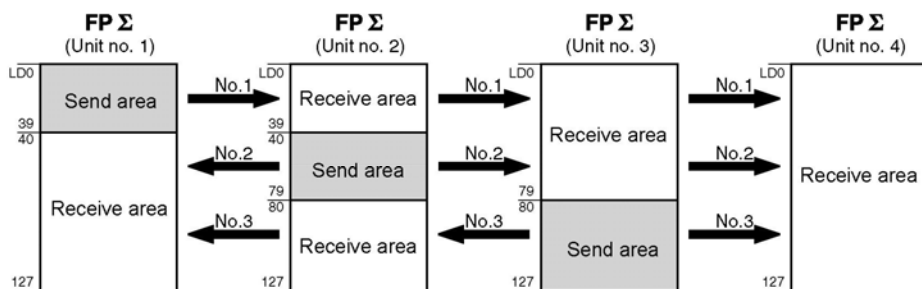 FP Σ FP Σ FP Σ FP Σ
(Unit no. 1) (Unit no. 2) (Unit no. 3) (Unit no. 4)
LD0 LD0 LD0 LD0
Send area No.1 Receive area No.1 No.1
39 39
40 40 Receive area
No.2 Send area No.2 No.2 Receive area
Receive area 79 79
80 80
No.3 Receive area No.3 Send area No.3
127 127 127 127